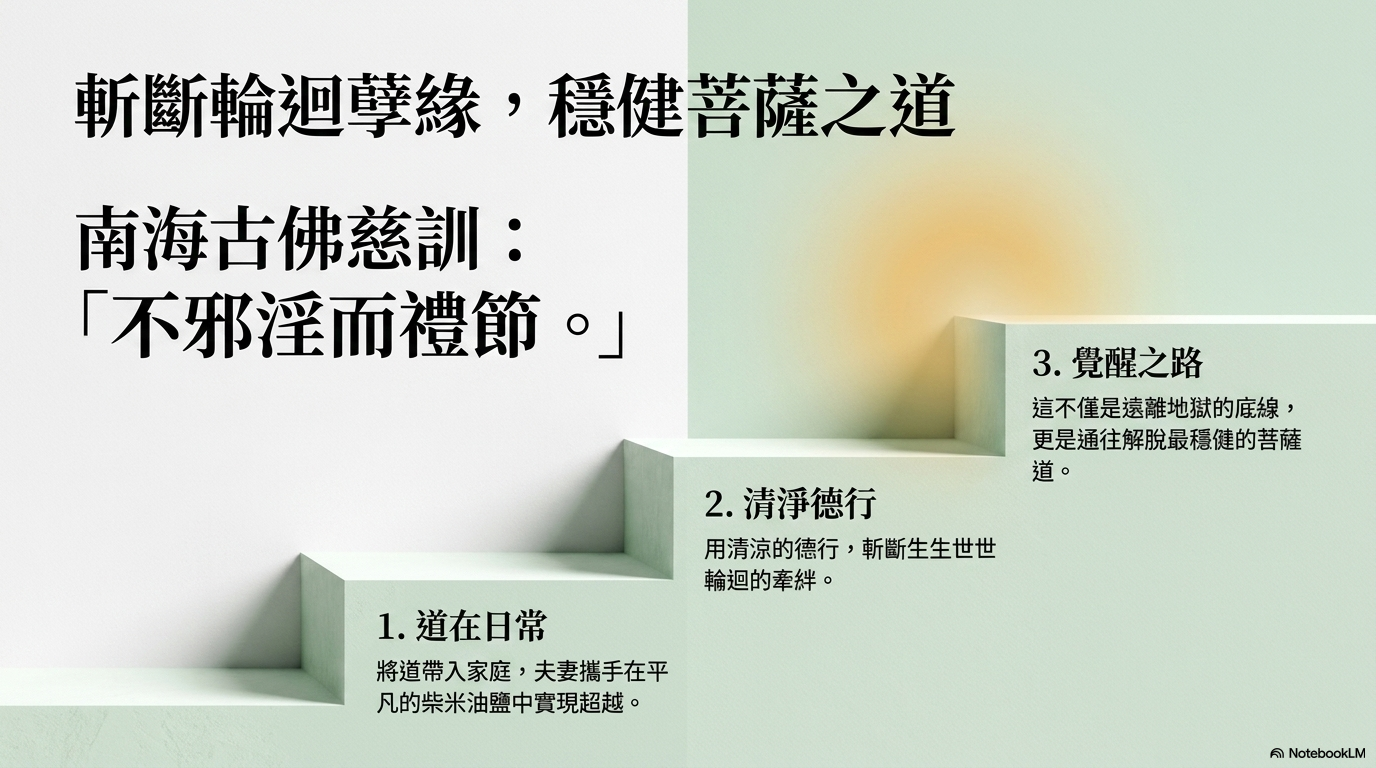 斬斷輪迴孽緣，穩健菩薩之道
南海古佛慈訓：
「不邪淫而禮節。」
3. 覺醒之路
這不僅是遠離地獄的底線，
更是通往解脫最穩健的菩薩
道。
2. 清淨德行
用清涼的德行，斬斷生生世世
輪迴的牽絆。
1. 道在日常
將道帶入家庭，夫妻攜手在平
凡的柴米油鹽中實現超越。
NotebookLM